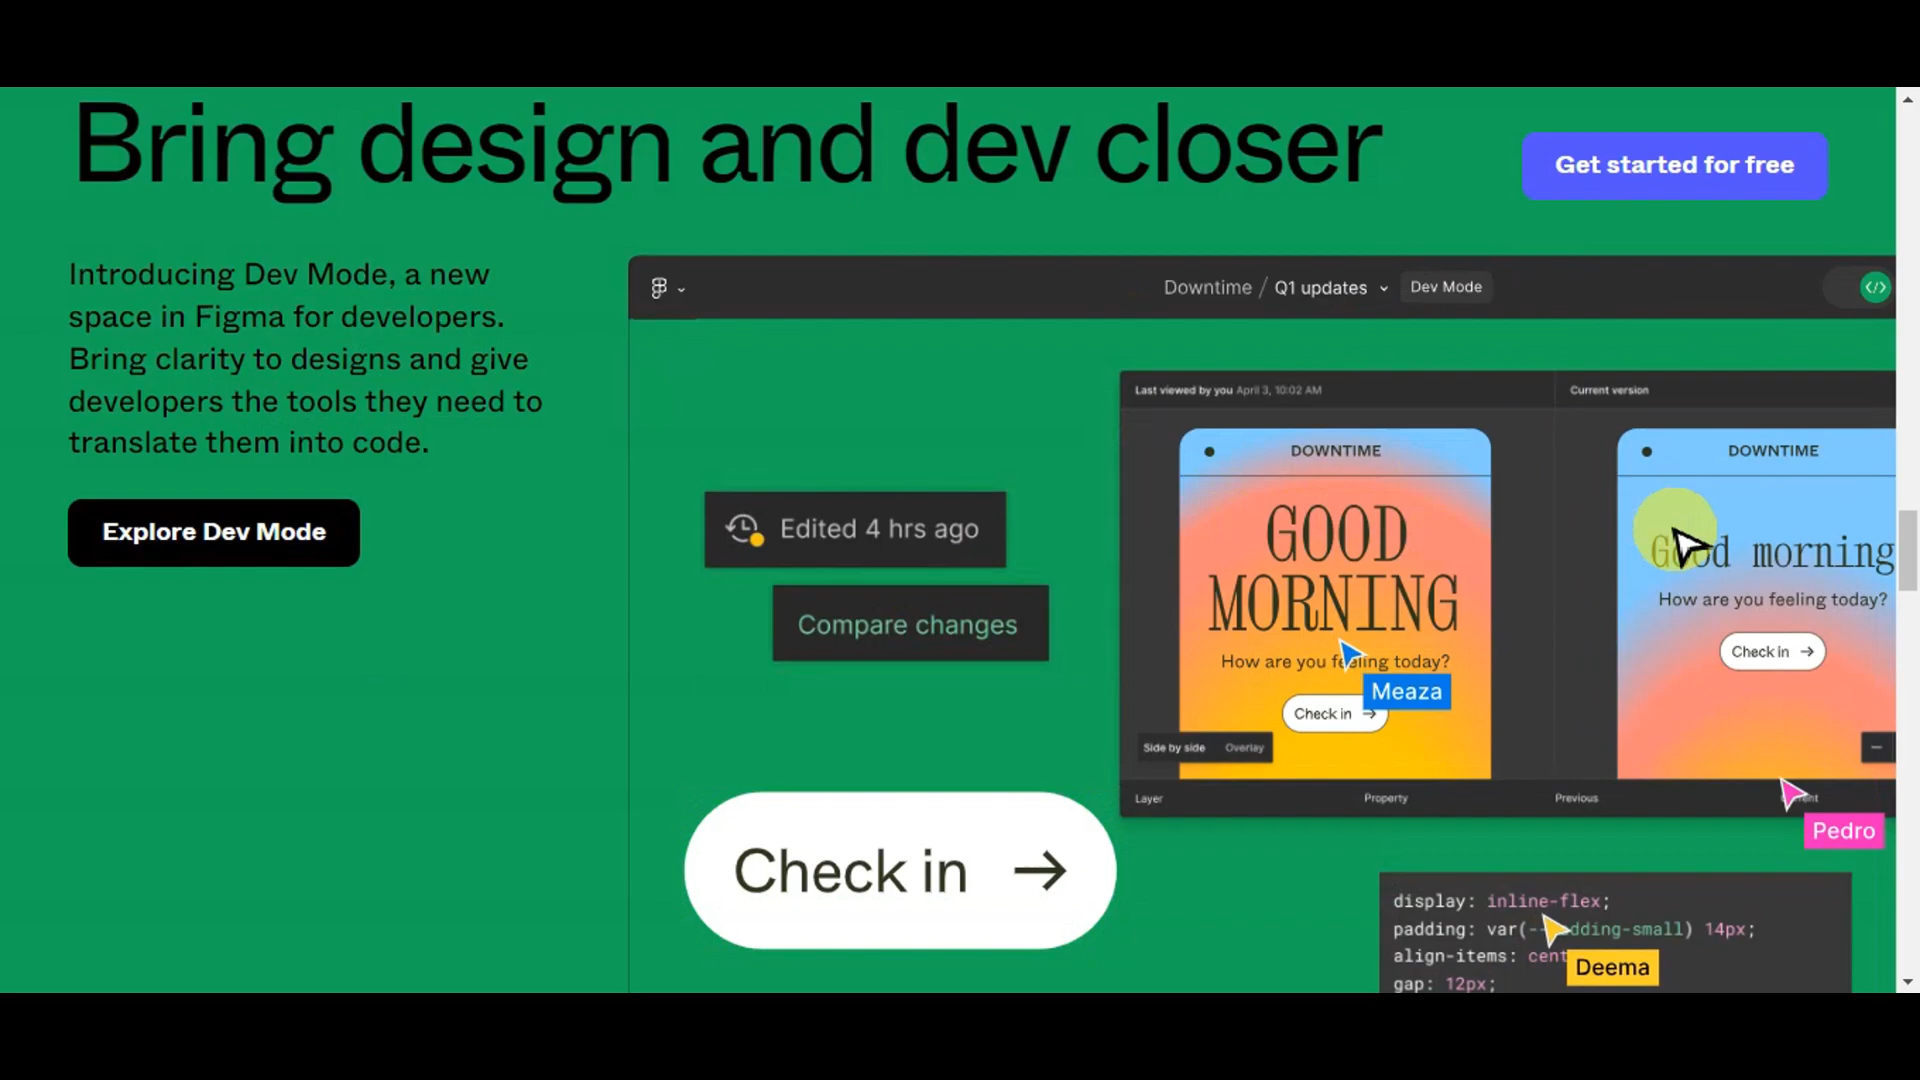 Bring design and dev closer
Get started for free
Introducing Dev Mode, a new
space in Figma for developers.
Bring clarity to designs and give
developers the tools they need to
translate them into code.
Explore Dev Mode
Downtime / Q1 updates
Dev Mode
</>
Edited 4 hrs ago
Compare changes
Check in →
Last viewed by you April 3, 10:02 AM
Current version
DOWNTIME
GOOD
MORNING
How are you feeling today?
Check in →
Meaza
Side by side Overlay
DOWNTIME
Good morning
How are you feeling today?
Check in →
Layer Property Previous
Pedro
display: inline-flex;
padding: var( dding-small) 14px;
align-items: cent
gap: 12px;
Deema